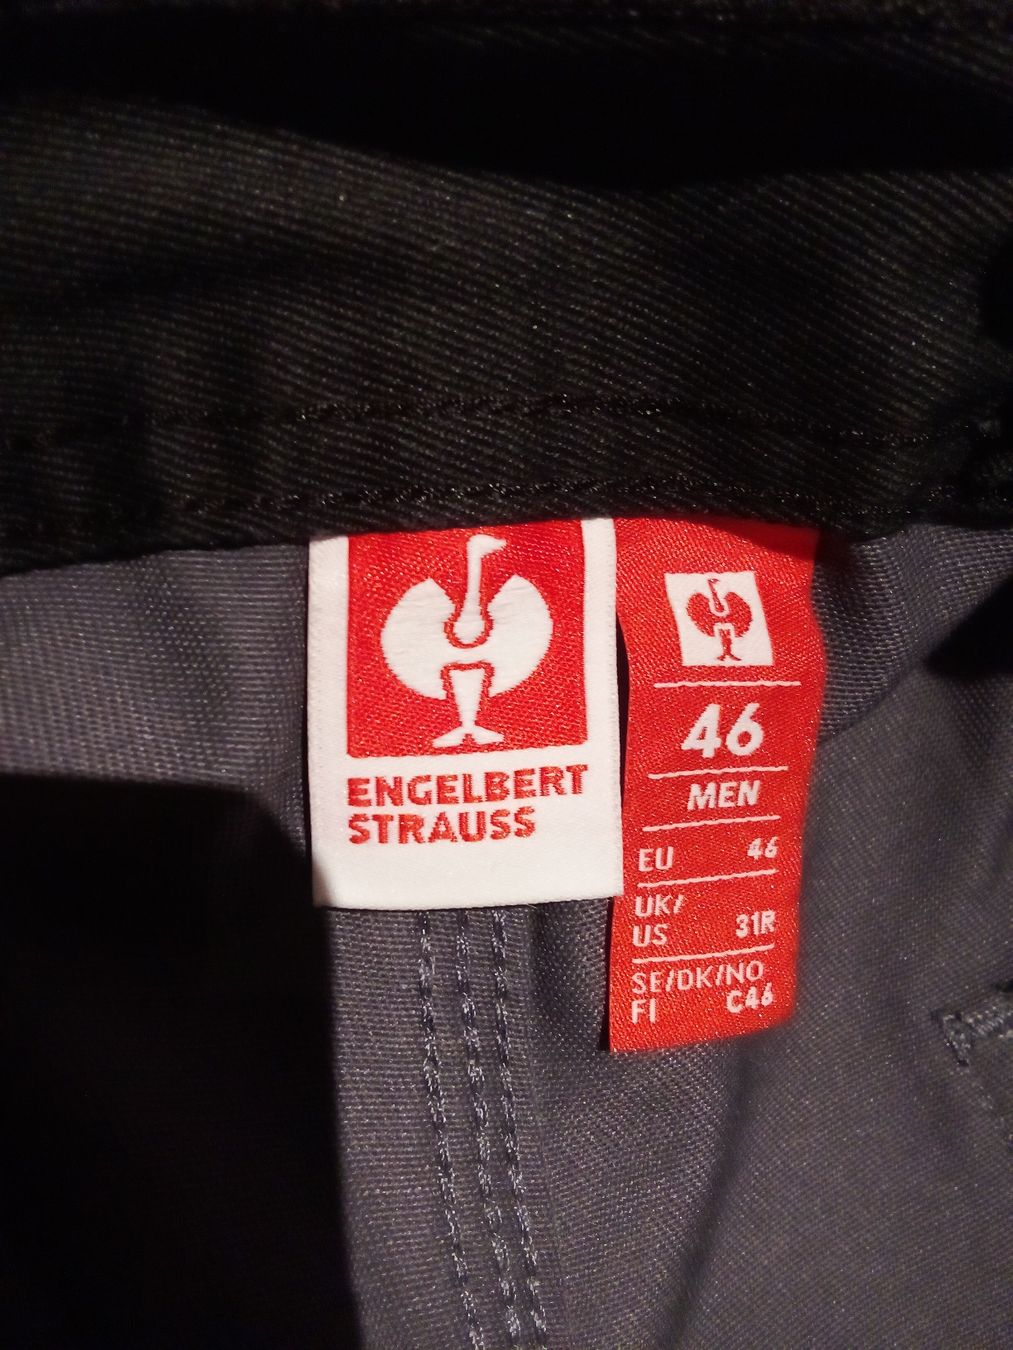 ENGELBERT
STRAUSS
46
MEN
EU 46
UK/
US 31R
SE/DK/NO
FI C46